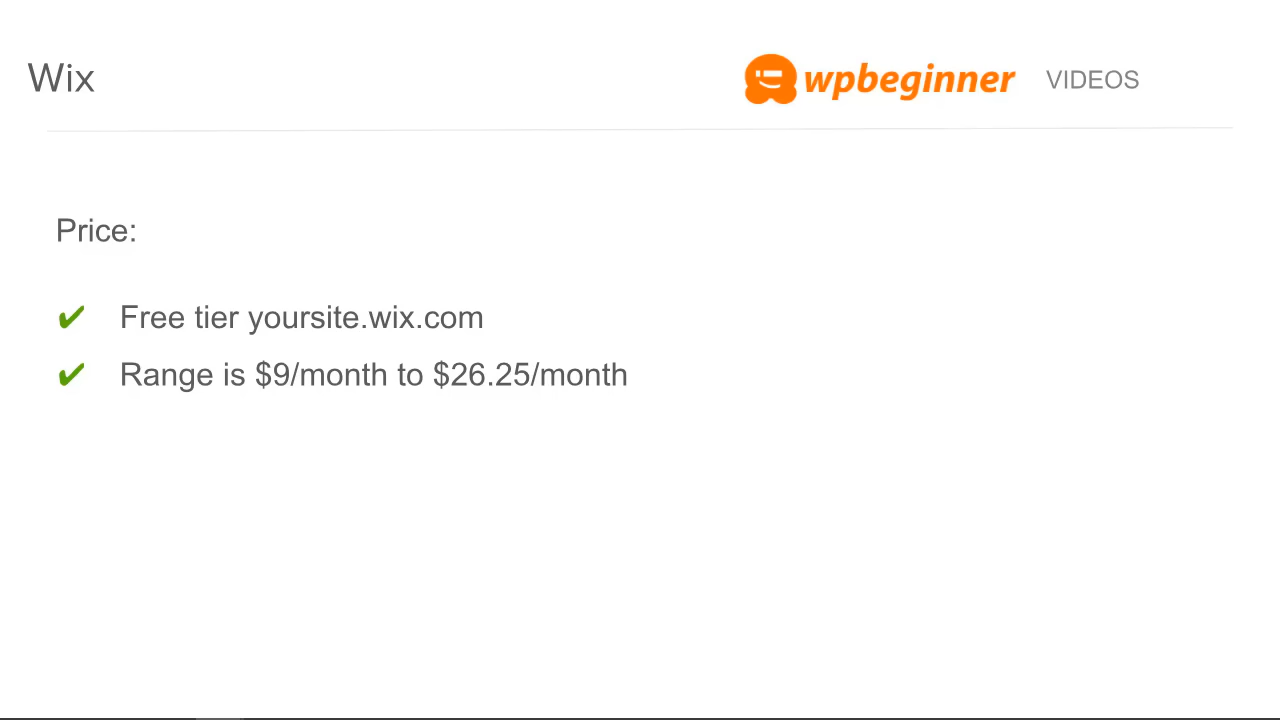 Wix
wpbeginner VIDEOS
Price:
✔ Free tier yoursite.wix.com
✔ Range is $9/month to $26.25/month